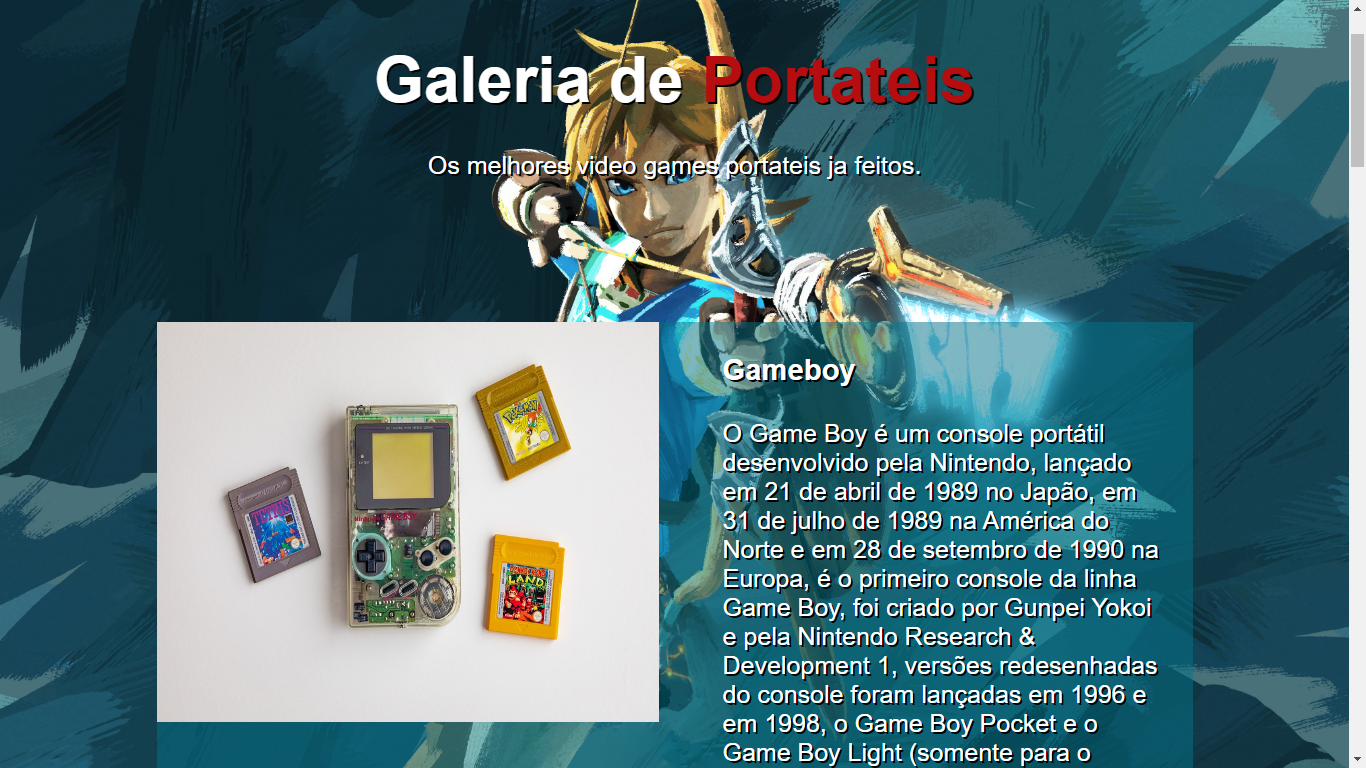 Galeria de Portateis
Os melhores video games portateis ja feitos.
Gameboy
O Game Boy é um console portátil
desenvolvido pela Nintendo, lançado
em 21 de abril de 1989 no Japão, em
31 de julho de 1989 na América do
Norte e em 28 de setembro de 1990 na
Europa, é o primeiro console da linha
Game Boy, foi criado por Gunpei Yokoi
e pela Nintendo Research &
Development 1, versões redesenhadas
do console foram lançadas em 1996 e
em 1998, o Game Boy Pocket e o
Game Boy Light (somente para o
POKéMON
TETRIS
LAND